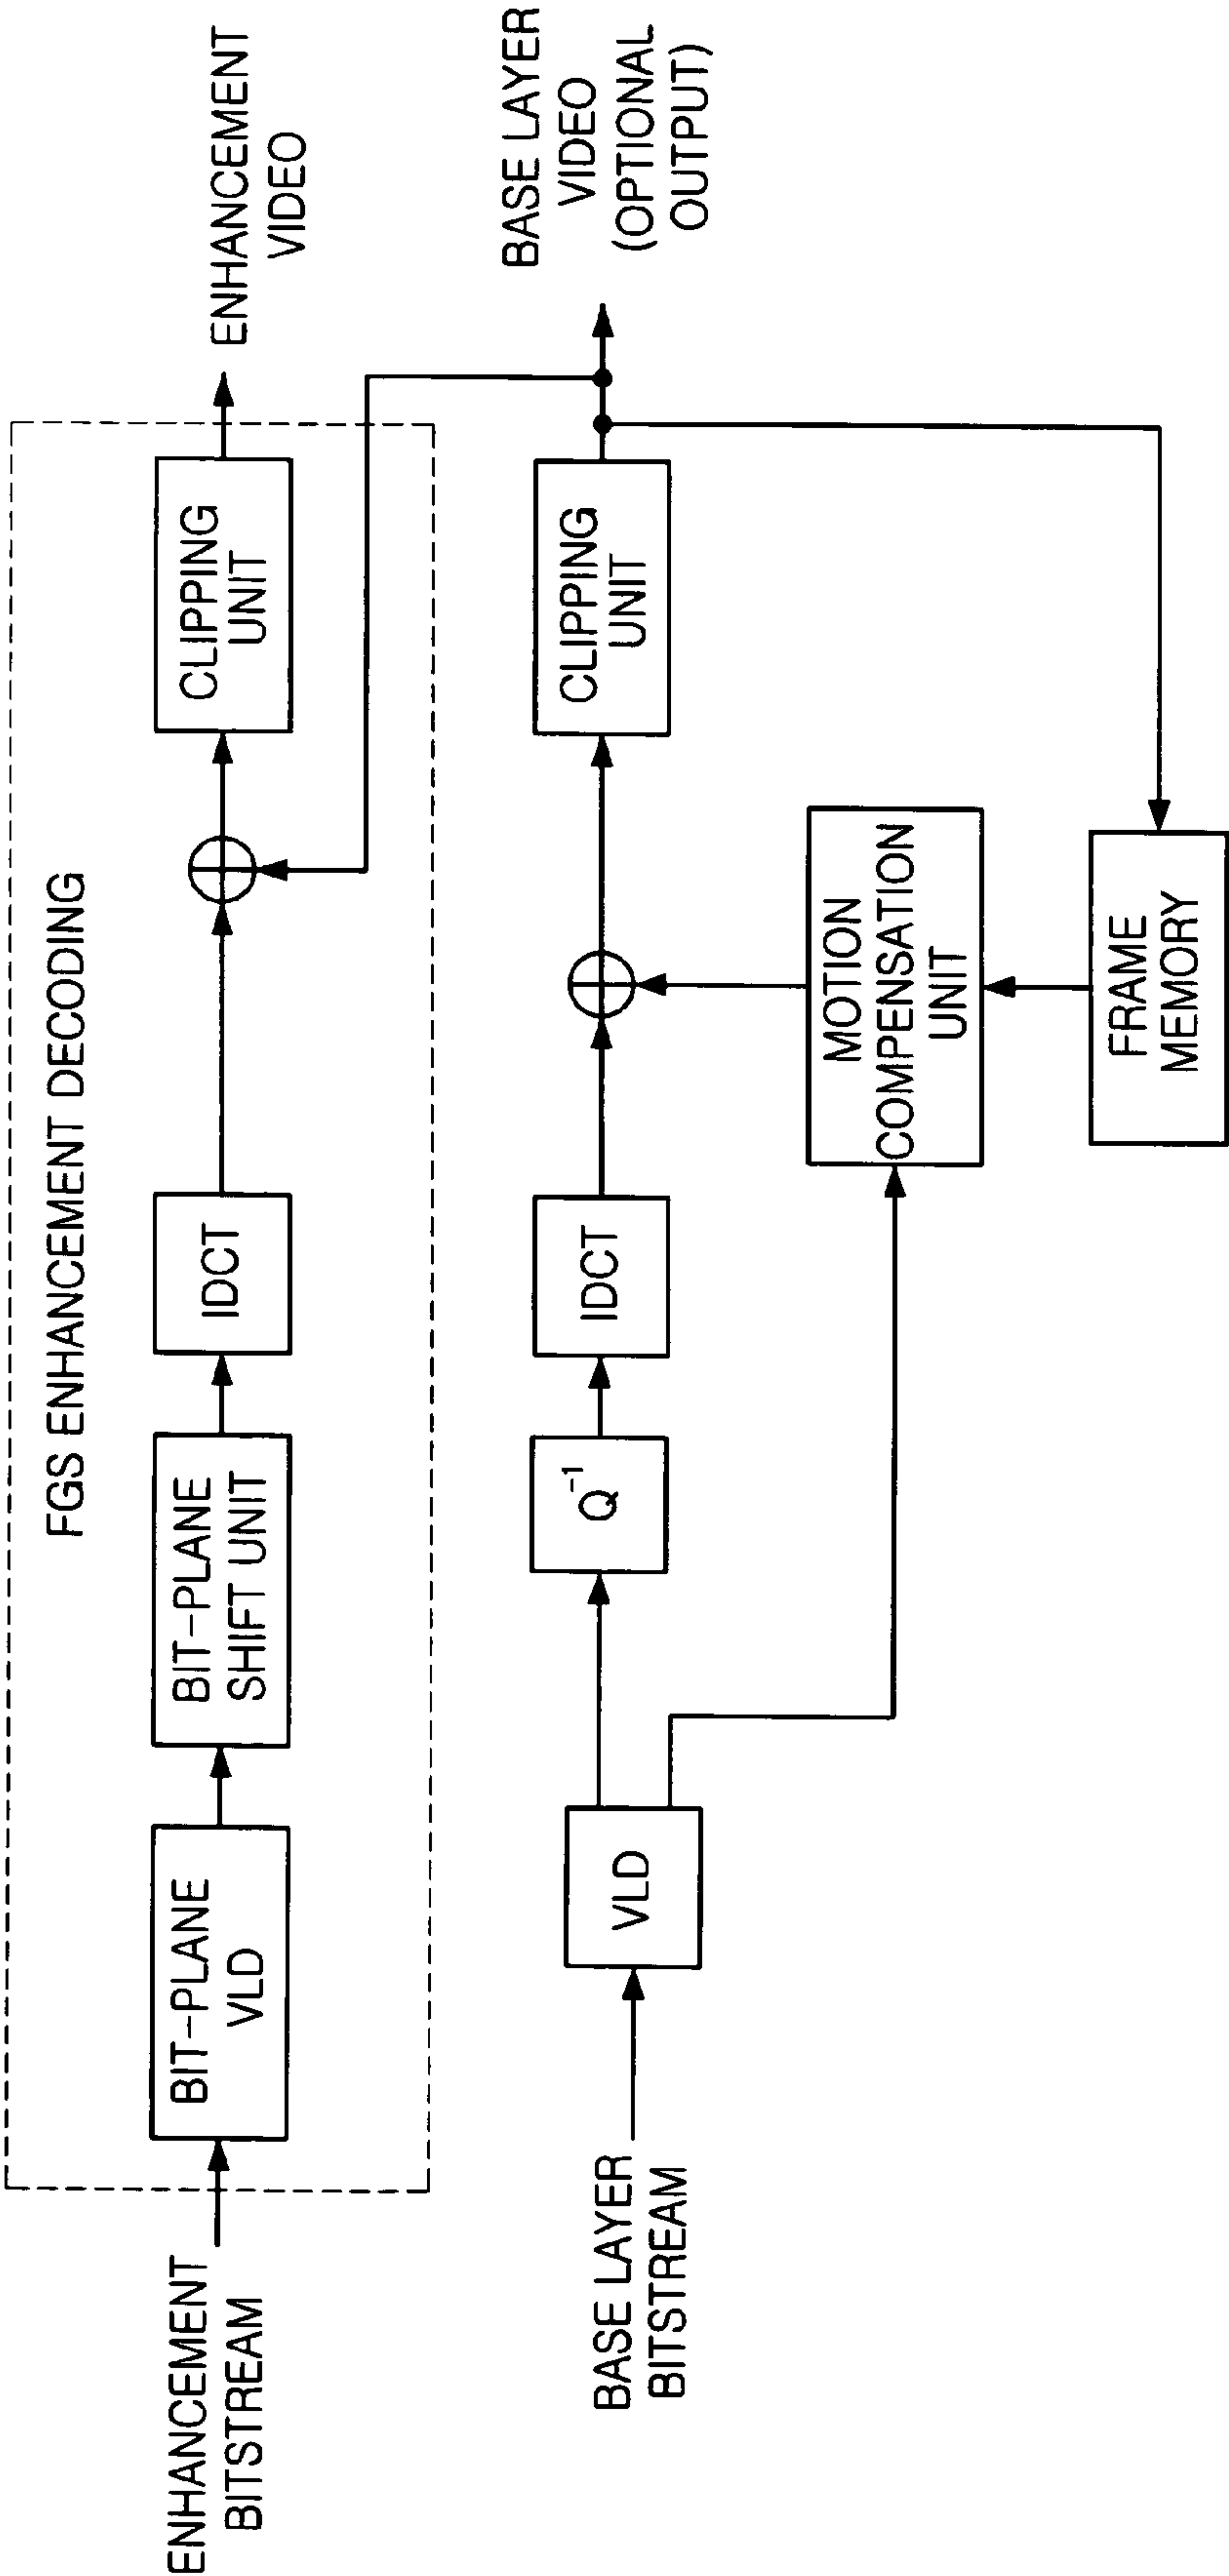 FGS ENHANCEMENT DECODING
ENHANCEMENT
BITSTREAM
BIT-PLANE
VLD
BIT-PLANE
SHIFT UNIT
IDCT
CLIPPING
UNIT
ENHANCEMENT
VIDEO
BASE LAYER
BITSTREAM
VLD
Q⁻¹
IDCT
CLIPPING
UNIT
BASE LAYER
VIDEO
(OPTIONAL
OUTPUT)
MOTION
COMPENSATION
UNIT
FRAME
MEMORY